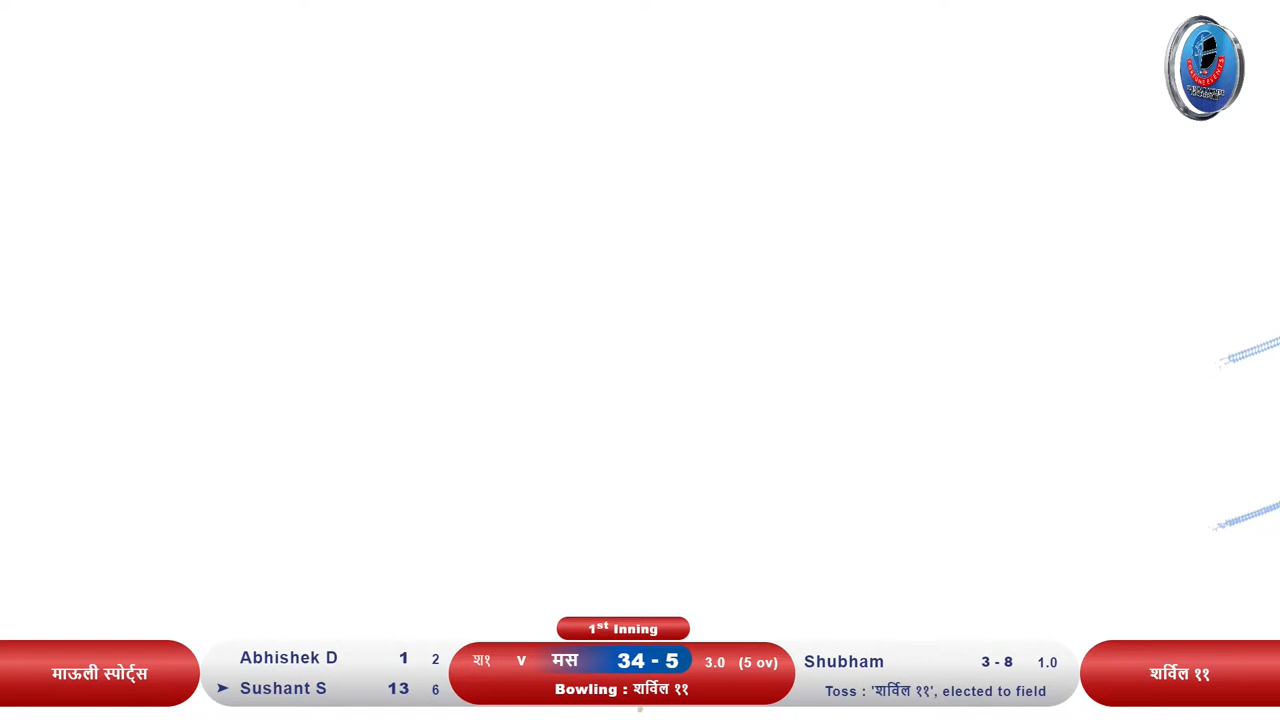 1st Inning
माऊली स्पोर्ट्स
Abhishek D 1 2
➤ Sushant S 13 6
श१ v मस 34 - 5 3.0 (5 ov)
Bowling : शर्विल ११
Shubham 3 - 8 1.0
Toss : 'शर्विल ११', elected to field
शर्विल ११